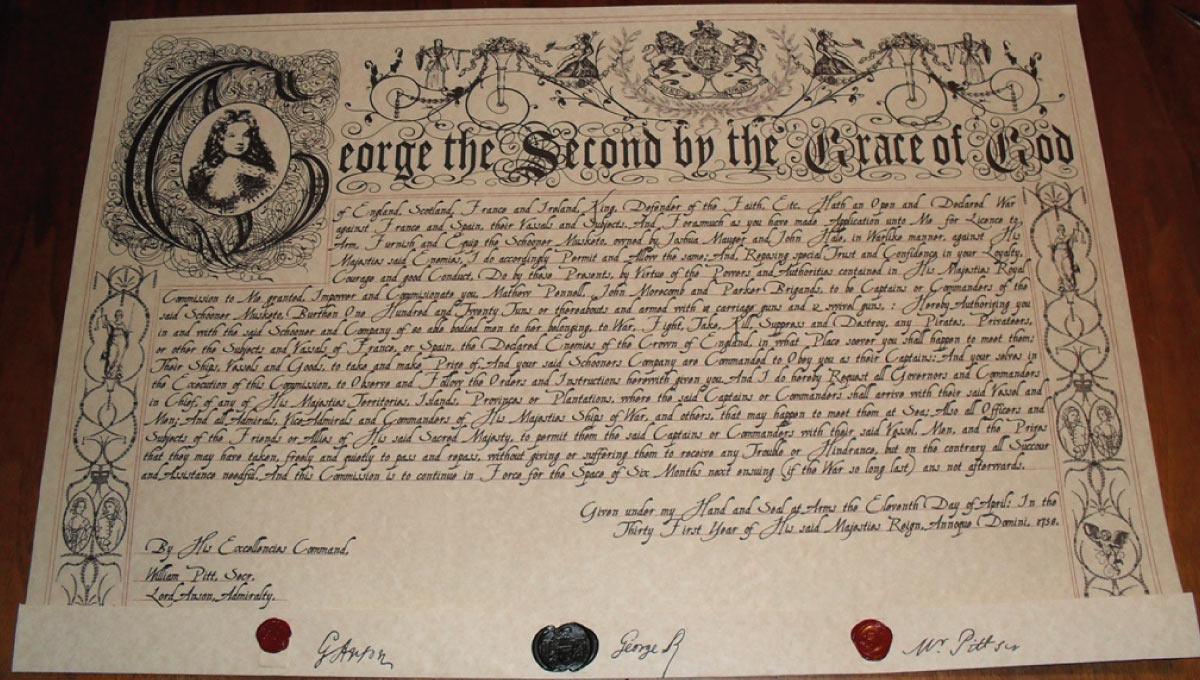 George the Second by the Grace of God
of England, Scotland, France and Ireland, King, Defender of the Faith, Etc. Hath an Open and Declared War
against France and Spain, their Vassals and Subjects. And, Forasmuch as you have made Application unto Me for Licence to
Arm, Furnish and Equip the Schooner Musketo, owned by Joshua Mauger and John Hale, in Warlike manner, against His
Majesties said Enemies, I do accordingly Permit and Allow the same; And, Reposing special Trust and Confidence in your Loyalty,
Courage and good Conduct, Do by these Presents, by Virtue of the Powers and Authorities contained in His Majesties Royal
Commission to Me granted, Impower and Commisionate you, Mathew Pennell, John Morecomb and Parker Brigands, to be Captains or Commanders of the
said Schooner Musketo, Burthen One Hundred and Twenty Tuns or thereabouts and armed with carriage guns and swivel guns, : Hereby Authorizing you
in and with the said Schooner and Company of able bodied men to her belonging, to War, Fight, Take, Kill, Suppress and Destroy, any Pirates, Privateers,
or other the Subjects and Vassals of France, or Spain, the Declared Enemies of the Crown of England, in what Place soever you shall happen to meet them;
Their Ships, Vessels and Goods, to take and make Prize of. And your said Schooners Company are Commanded to Obey you as their Captains: And your selves in
the Execution of this Commission, to Observe and Follow the Orders and Instructions herewith given you. And I do hereby Request all Governors and Commanders
in Chief, of any of His Majesties Territories, Islands, Provinces or Plantations, where the said Captains or Commanders shall arrive with their said Vessel and
Men; And all Admirals, Vice Admirals and Commanders of His Majesties Ships of War, and others, that may happen to meet them at Sea; Also all Officers and
Subjects of the Friends or Allies of His said Sacred Majesty, to permit them the said Captains or Commanders with their said Vessel, Men, and the Prizes
that they may have taken, freely and quietly to pass and repass, without giving or suffering them to receive any Trouble or Hindrance, but on the contrary all Succour
and Assistance needful. And this Commission is to continue in Force for the Space of Six Months next ensuing (if the War so long last) ans not afterwards.
Given under my Hand and Seal at Arms the Eleventh Day of April: In the
Thirty First Year of His said Majesties Reign, Annoque Domini, 1758.
By His Excellencies Command,
William Pitt, Secr.
Lord Anson, Admiralty.
G Anson George R Mr. Pitt Scr